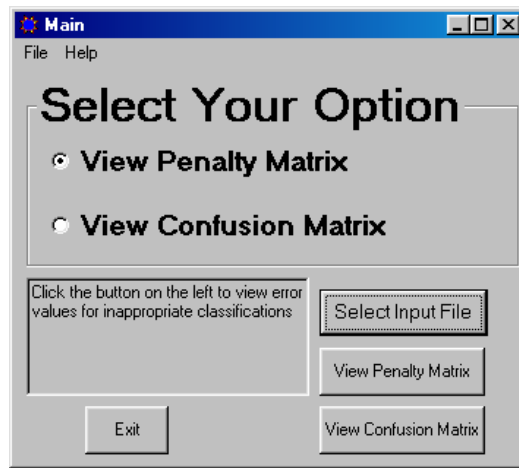 Main
File Help
Select Your Option
View Penalty Matrix
View Confusion Matrix
Click the button on the left to view error
values for inappropriate classifications
Select Input File
View Penalty Matrix
Exit
View Confusion Matrix